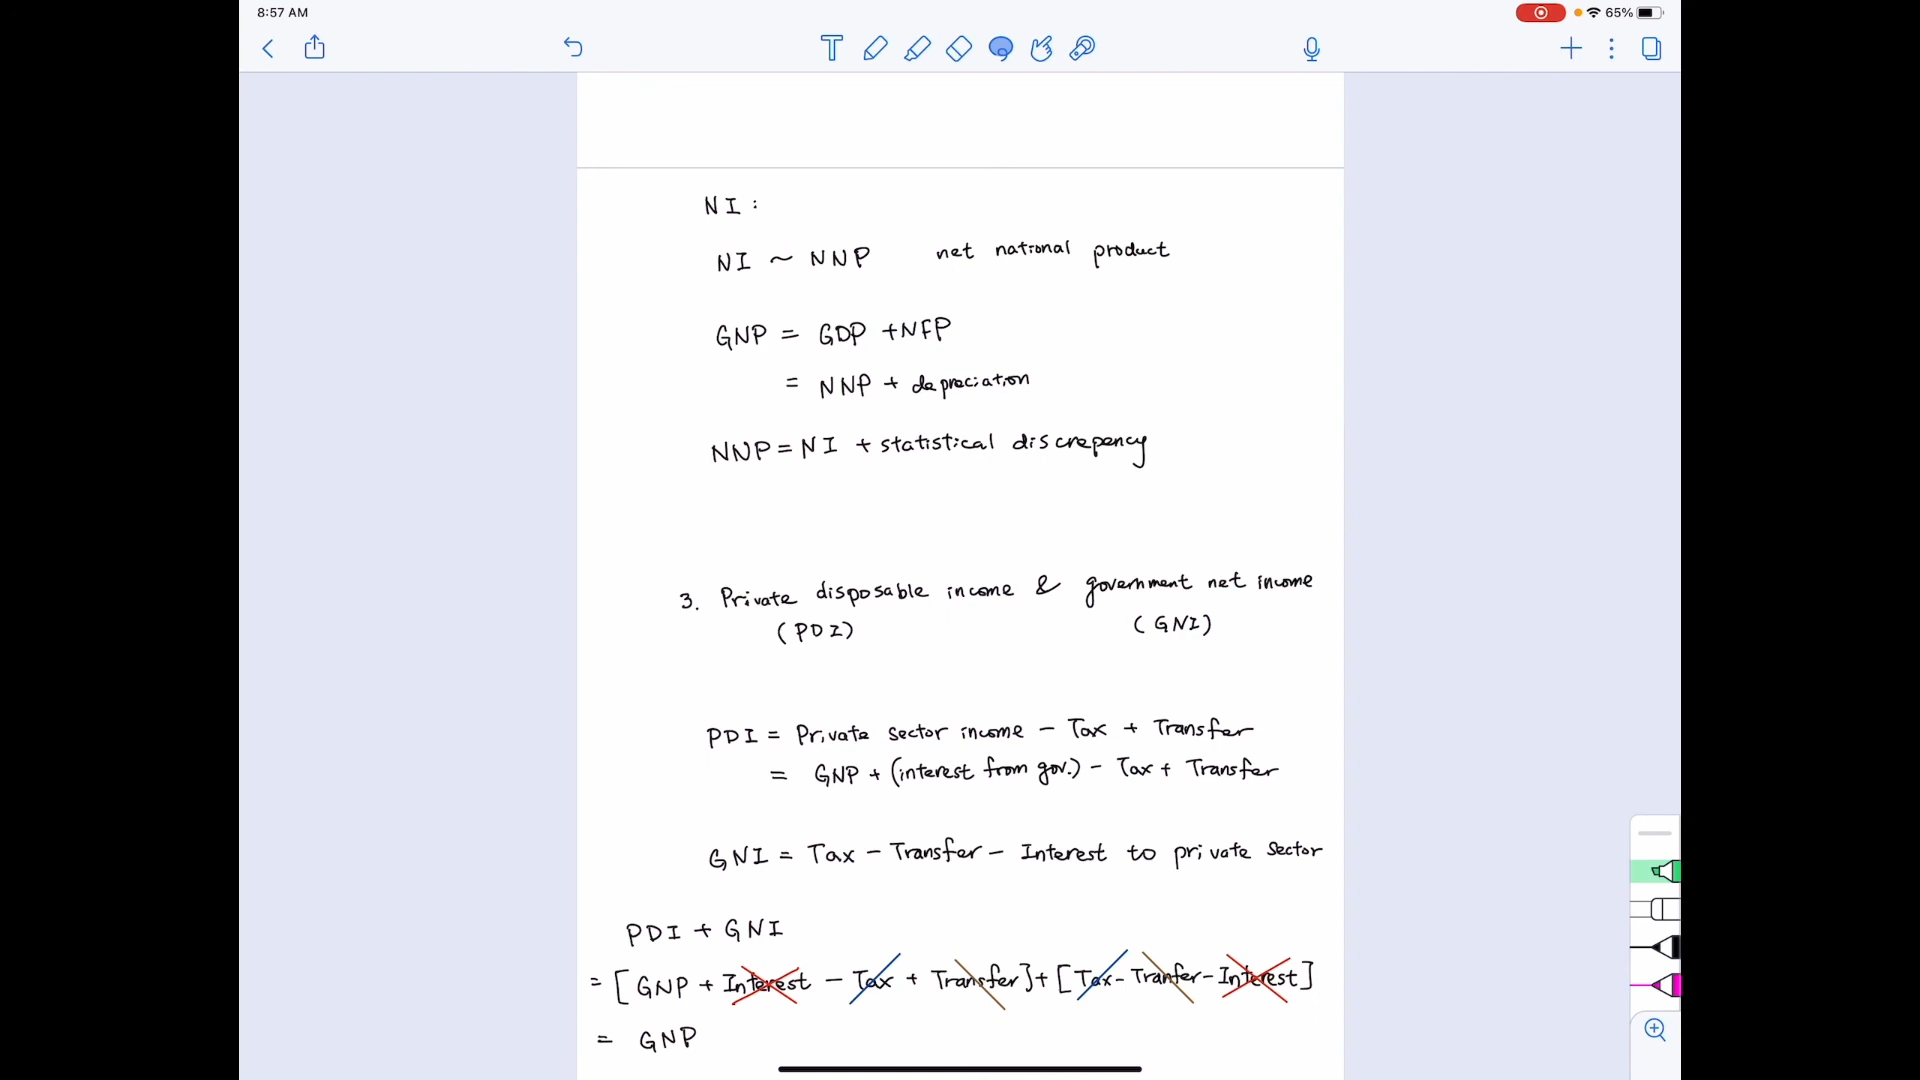 8:57 AM
65%
NI :
NI ~ NNP net national product
GNP = GDP + NFP
= NNP + depreciation
NNP = NI + statistical discrepency
3. Private disposable income & government net income
(PDI) (GNI)
PDI = Private sector income - Tax + Transfer
= GNP + (interest from gov.) - Tax + Transfer
GNI = Tax - Transfer - Interest to private sector
PDI + GNI
= [GNP + Interest - Tax + Transfer] + [Tax - Tranfer - Interest]
= GNP